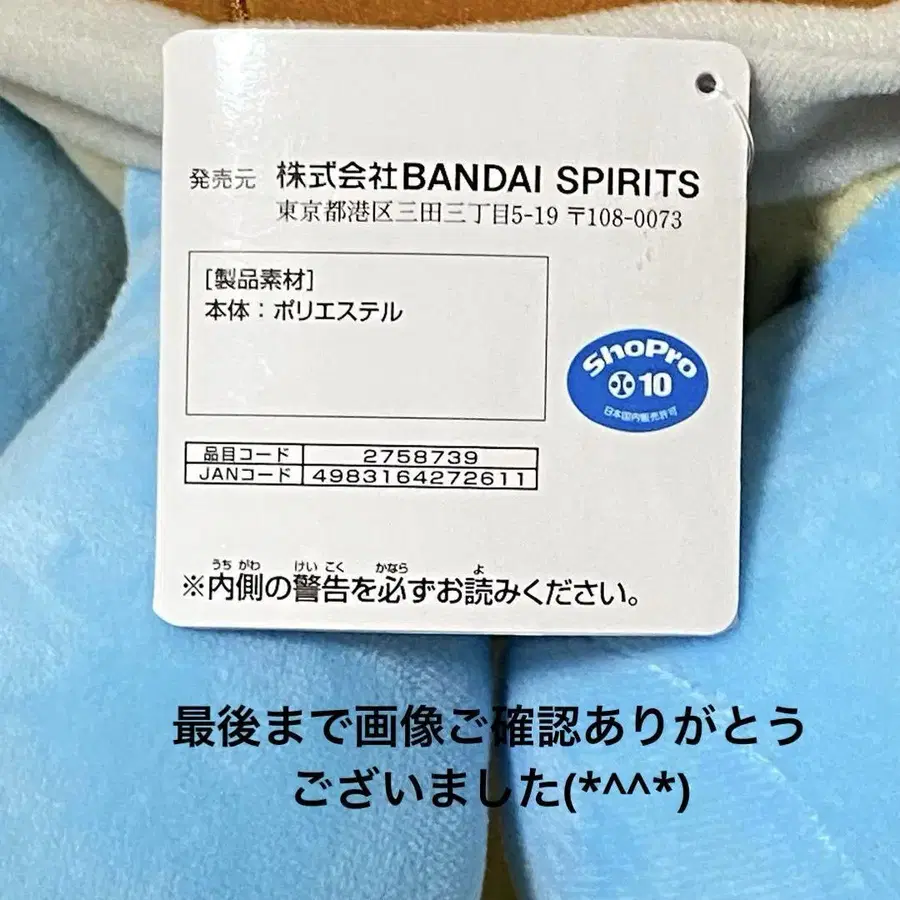 発売元 株式会社BANDAI SPIRITS
東京都港区三田三丁目5-19 〒108-0073
[製品素材]
本体：ポリエステル
ShoPro
小 10
日本国内販売許可
品目コード 2758739
JANコード 4983164272611
うち がわ けい こく かなら よ
※内側の警告を必ずお読みください。
最後まで画像ご確認ありがとう
ございました(*^^*)